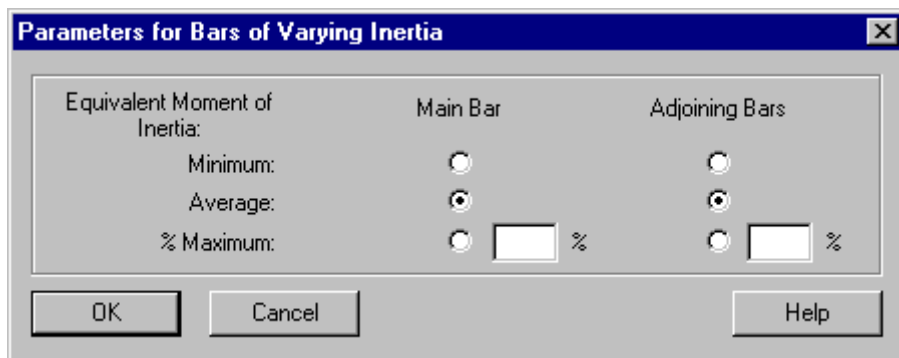 Parameters for Bars of Varying Inertia
Equivalent Moment of
Inertia:
Main Bar
Adjoining Bars
Minimum:
Average:
% Maximum:
%
%
OK
Cancel
Help